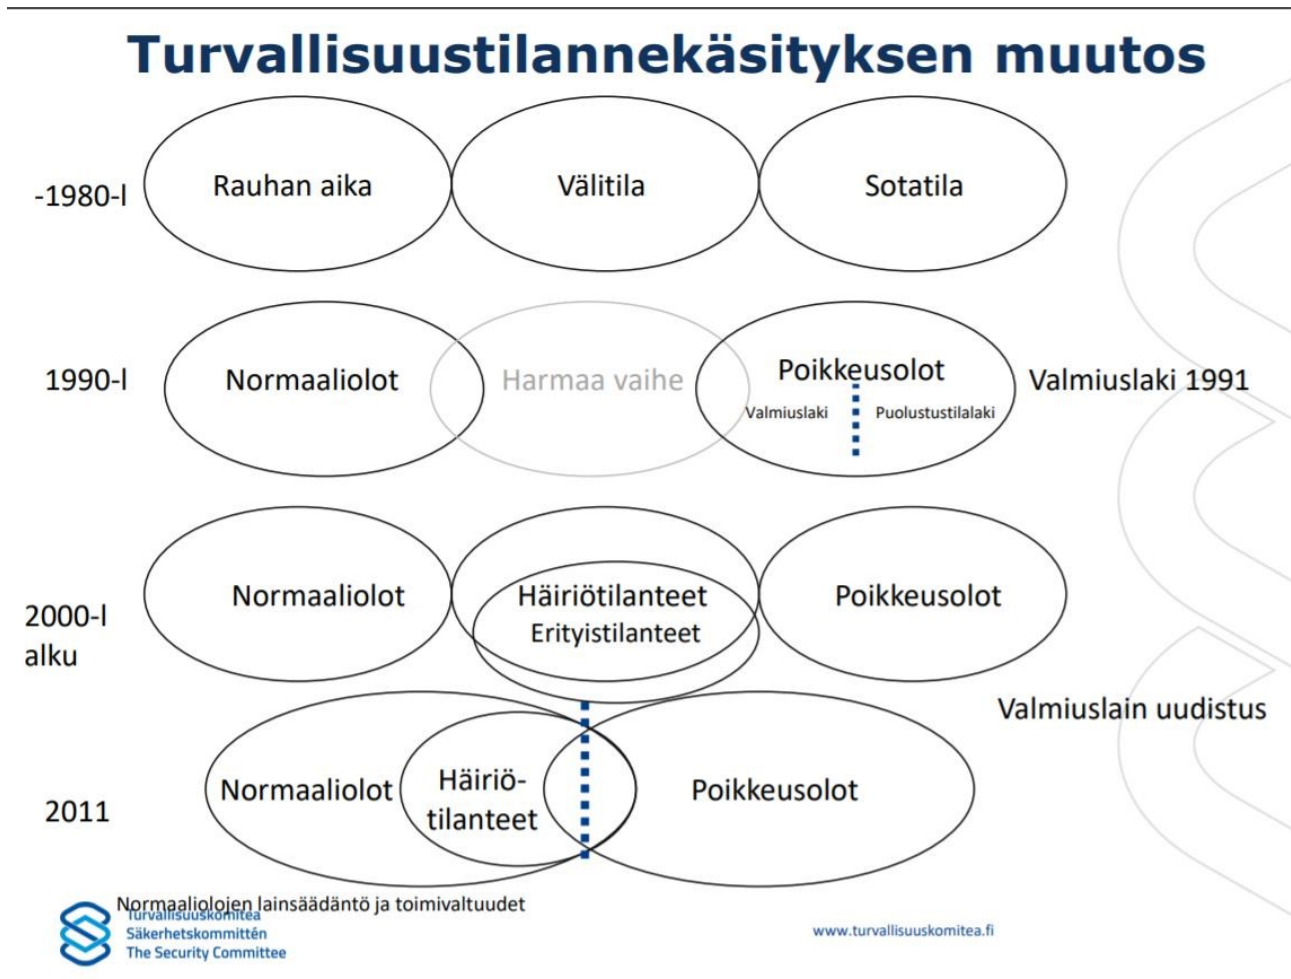 Turvallisuustilannekäsityksen muutos
-1980-l
Rauhan aika
Välitila
Sotatila
1990-l
Normaaliolot
Harmaa vaihe
Poikkeusolot
Valmiuslaki
Puolustustilalaki
Valmiuslaki 1991
2000-l
alku
Normaaliolot
Häiriötilanteet
Erityistilanteet
Poikkeusolot
Valmiuslain uudistus
2011
Normaaliolot
Häiriö-
tilanteet
Poikkeusolot
Normaaliolojen lainsäädäntö ja toimivaltuudet
Turvallisuuskomitea
Säkerhetskommittén
The Security Committee
www.turvallisuuskomitea.fi